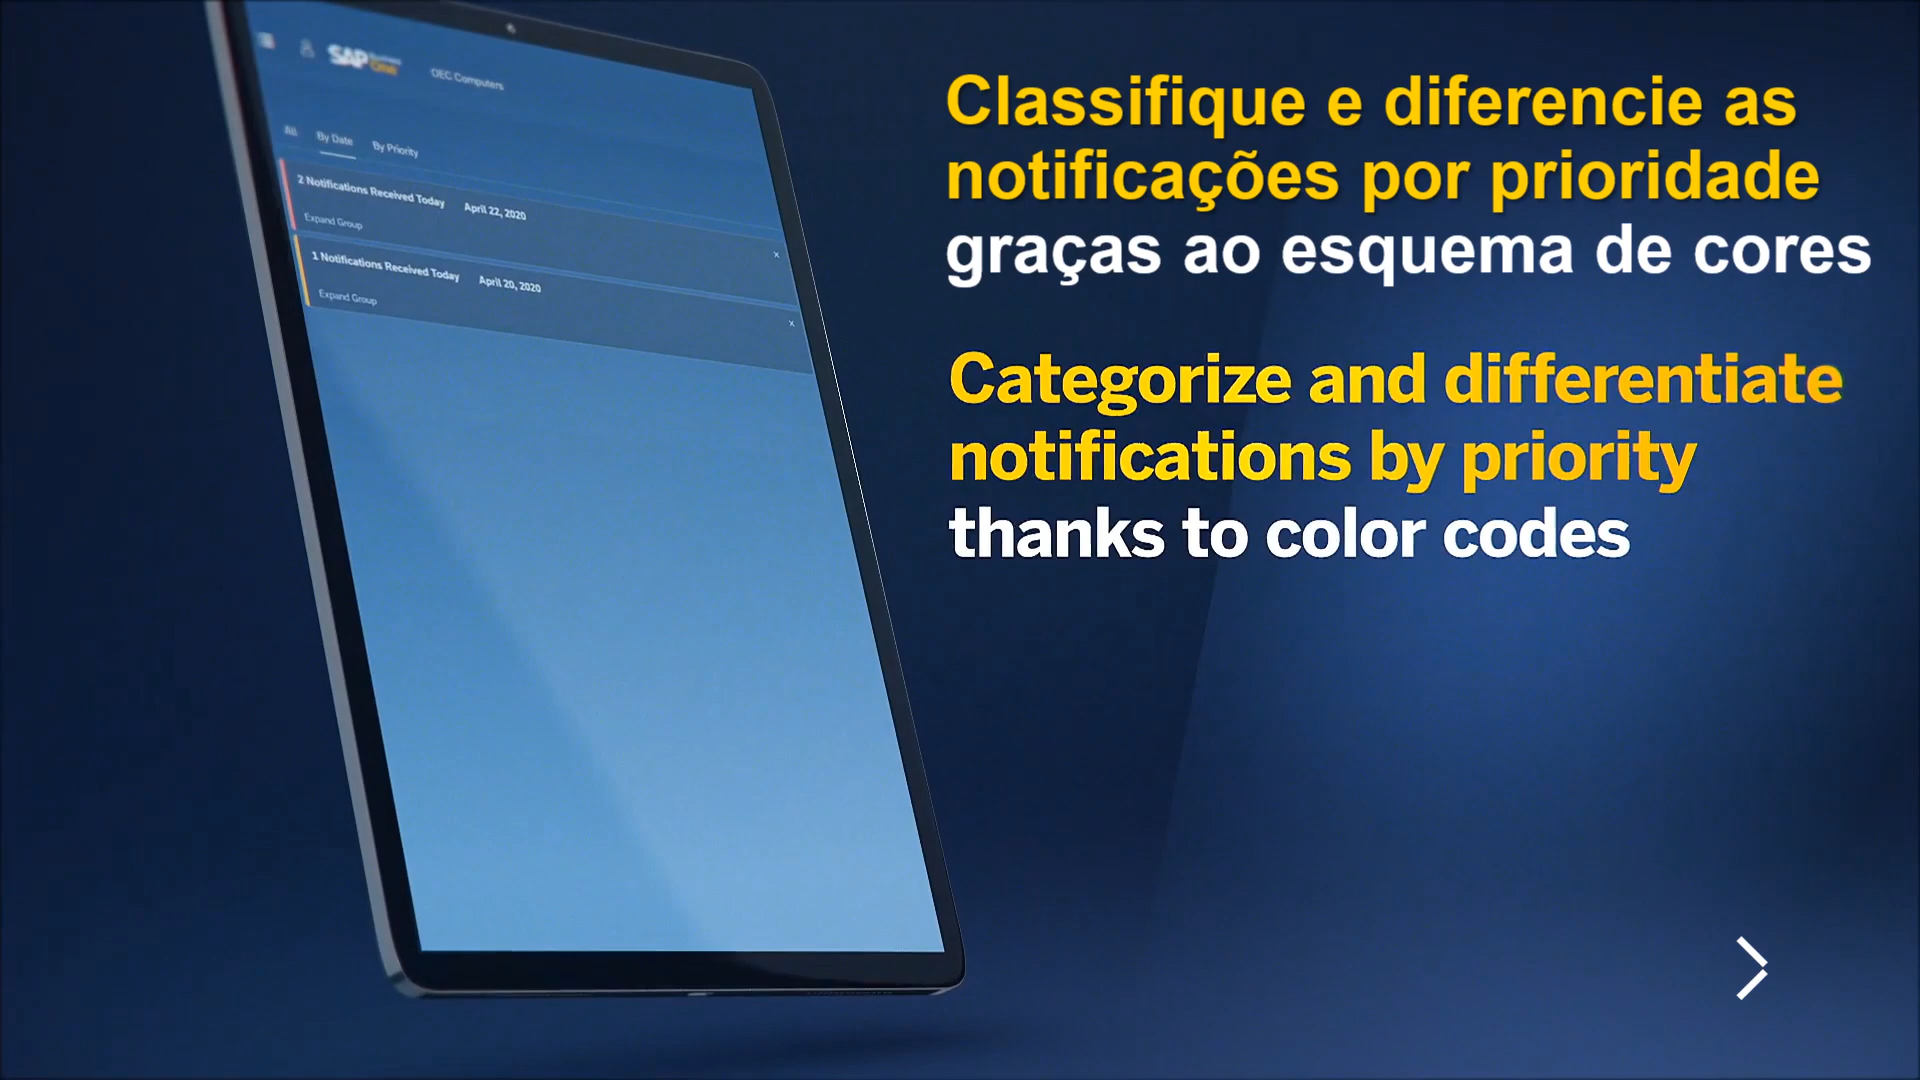 SAP Business One
OEC Computers
All By Date By Priority
2 Notifications Received Today April 22, 2020
Expand Group
1 Notifications Received Today April 20, 2020
Expand Group
Classifique e diferencie as
notificações por prioridade
graças ao esquema de cores
Categorize and differentiate
notifications by priority
thanks to color codes